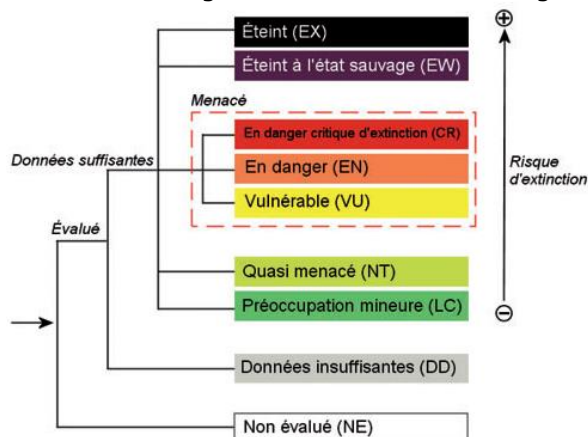 Éteint (EX)
Éteint à l'état sauvage (EW)
Menacé
En danger critique d'extinction (CR)
Données suffisantes
En danger (EN)
Risque
d'extinction
Vulnérable (VU)
Évalué
Quasi menacé (NT)
Préoccupation mineure (LC)
Données insuffisantes (DD)
Non évalué (NE)